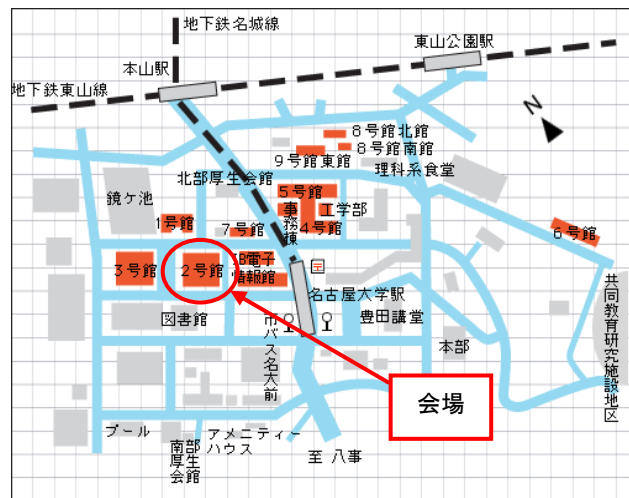 地下鉄名城線
東山公園駅
本山駅
地下鉄東山線
N
8号館北館
8号館南館
9号館東館
理科系食堂
北部厚生会館
鏡ケ池
5号館
事務棟
工学部
4号館
1号館
7号館
6号館
3号館
2号館
IB電子
情報館
〒
名古屋大学駅
共同教育研究施設地区
図書館
市バス名大前
豊田講堂
本部
会場
プール
アメニティー
ハウス
南部
厚生
会館
至 八事